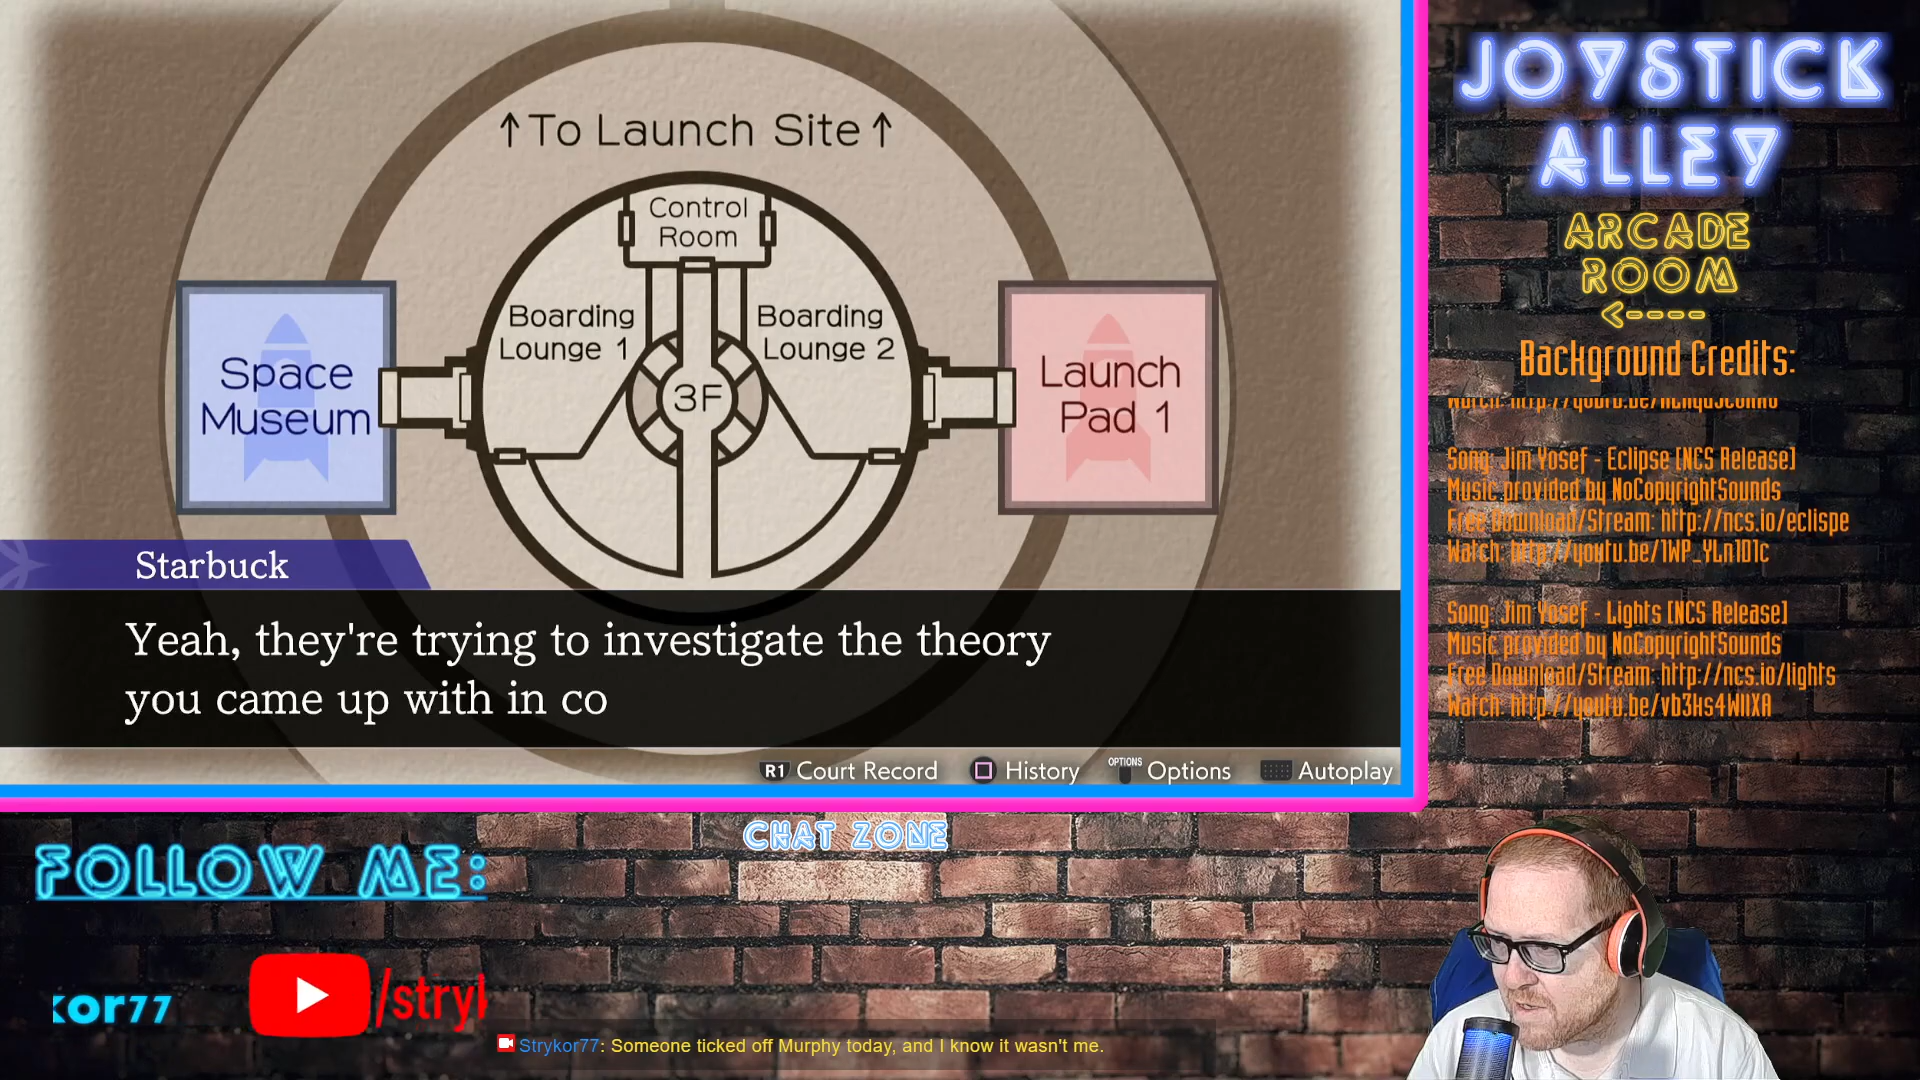 ↑To Launch Site↑
Control
Room
Boarding
Lounge 1
Boarding
Lounge 2
3F
Space
Museum
Launch
Pad 1
Starbuck
Yeah, they're trying to investigate the theory
you came up with in co
R1 Court Record
History
OPTIONS Options
Autoplay
JOYSTICK
ALLEY
ARCADE
ROOM
<----
Background Credits:
Song: Jim Yosef - Eclipse [NCS Release]
Music provided by NoCopyrightSounds
Free Download/Stream: http://ncs.io/eclispe
Watch: http://youtu.be/1WP_YLn1D1c
Song: Jim Yosef - Lights [NCS Release]
Music provided by NoCopyrightSounds
Free Download/Stream: http://ncs.io/lights
CHAT ZONE
FOLLOW ME:
kor77
/stryk
Strykor77: Someone ticked off Murphy today, and I know it wasn't me.